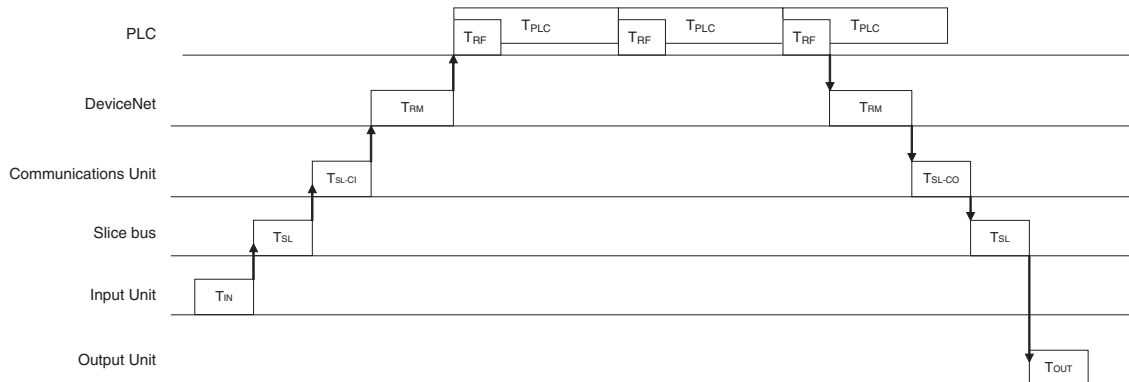 PLC TRF TPLC TRF TPLC TRF TPLC
DeviceNet TRM TRM
Communications Unit TSL-CI TSL-CO
Slice bus TSL TSL
Input Unit TIN
Output Unit TOUT